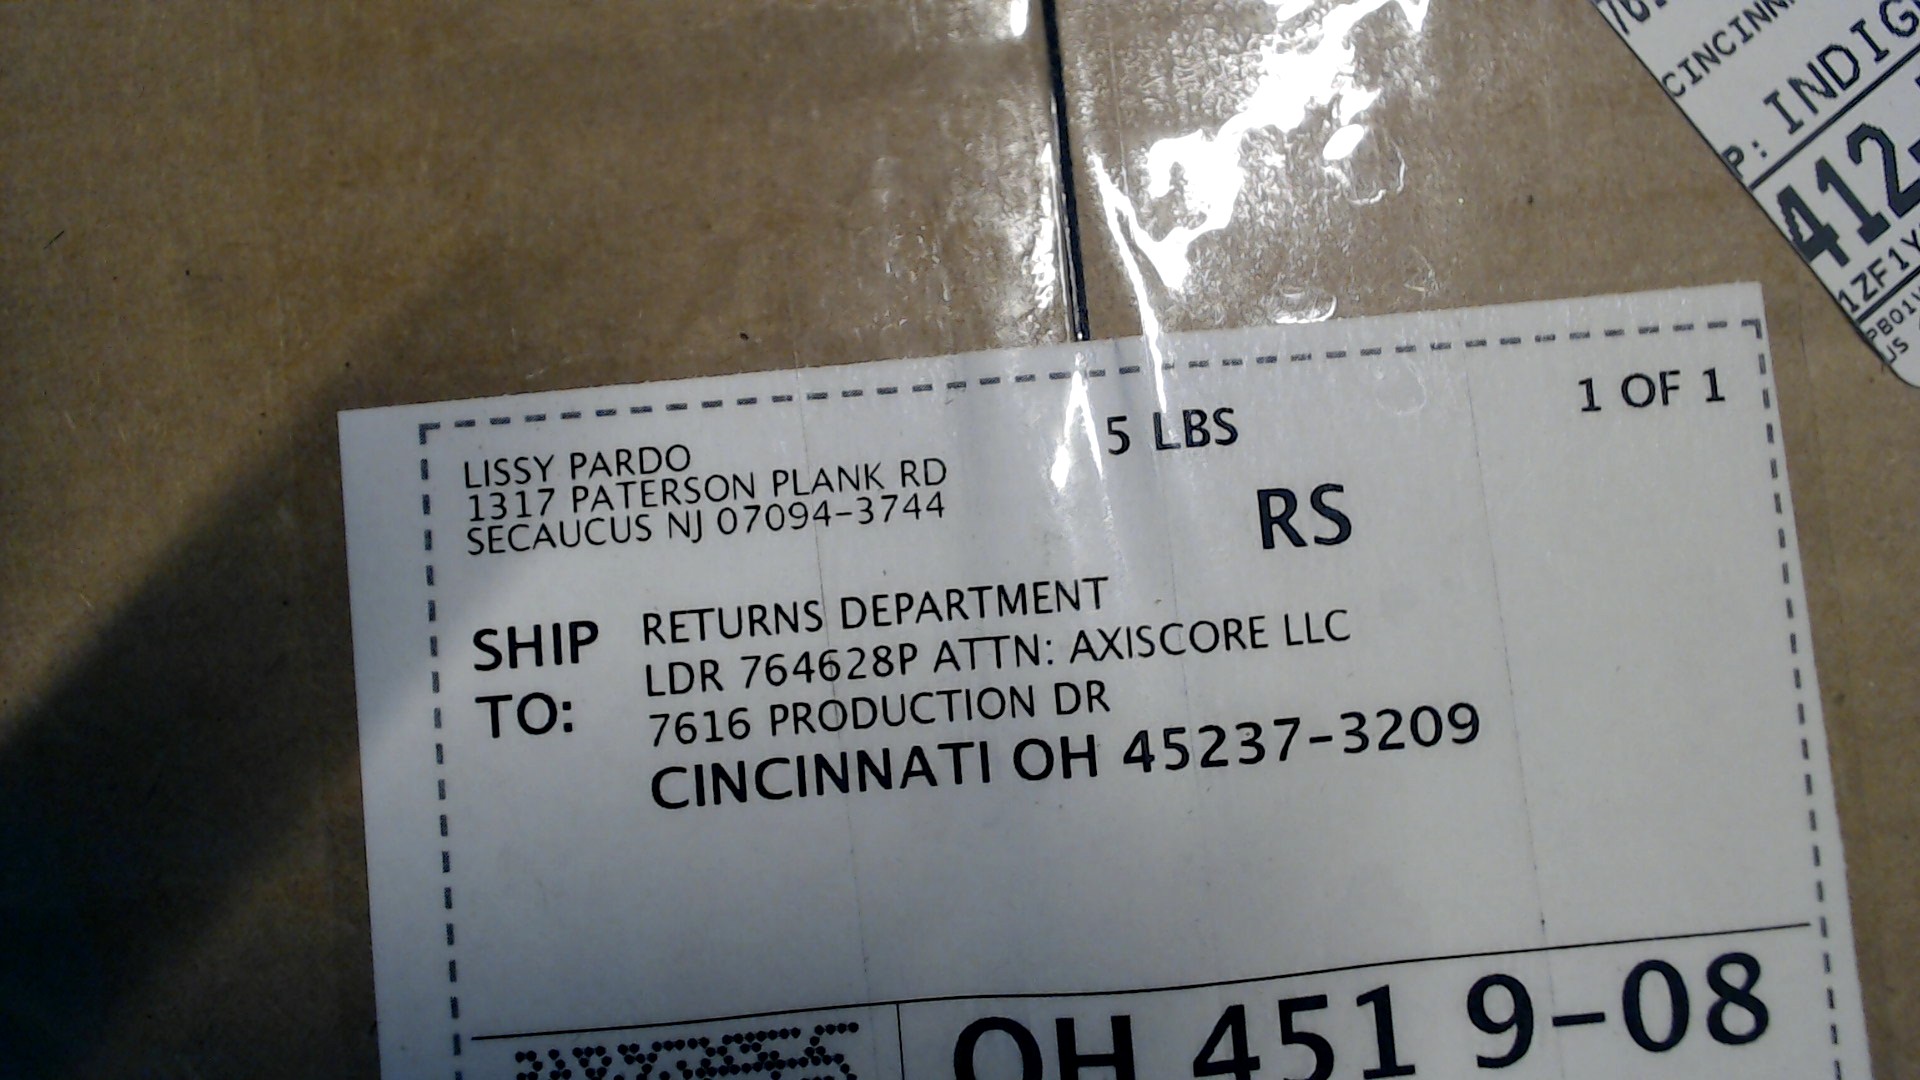 LISSY PARDO
1317 PATERSON PLANK RD
SECAUCUS NJ 07094-3744
5 LBS
1 OF 1
RS
SHIP TO:
RETURNS DEPARTMENT
LDR 764628P ATTN: AXISCORE LLC
7616 PRODUCTION DR
CINCINNATI OH 45237-3209
OH 451 9-08
P: INDIG
412-
1ZF1Y